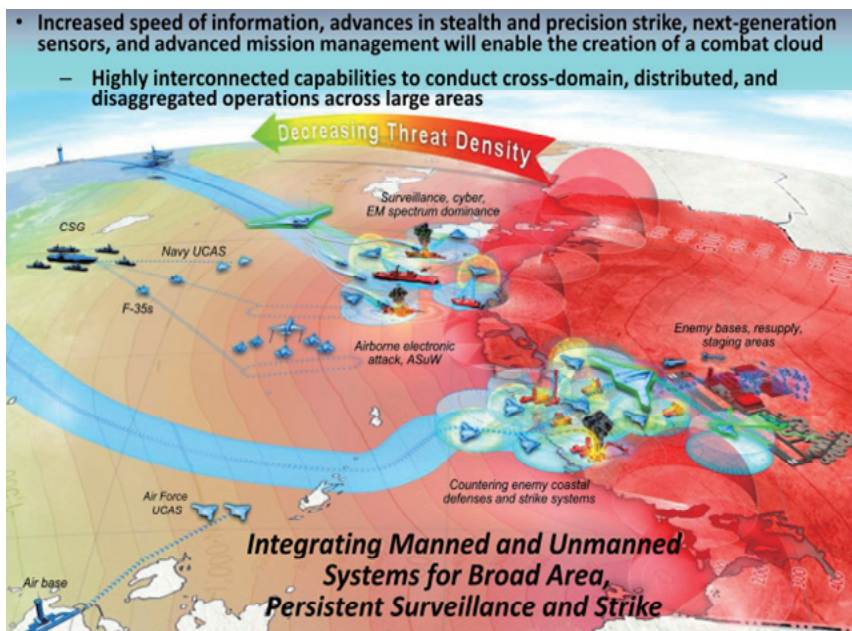 • Increased speed of information, advances in stealth and precision strike, next-generation
sensors, and advanced mission management will enable the creation of a combat cloud
– Highly interconnected capabilities to conduct cross-domain, distributed, and
disaggregated operations across large areas
Decreasing Threat Density
Surveillance, cyber,
EM spectrum dominance
CSG
Navy UCAS
F-35s
Airborne electronic
attack, ASuW
Enemy bases, resupply,
staging areas
Countering enemy coastal
defenses and strike systems
Air Force
UCAS
Air base
Integrating Manned and Unmanned
Systems for Broad Area,
Persistent Surveillance and Strike